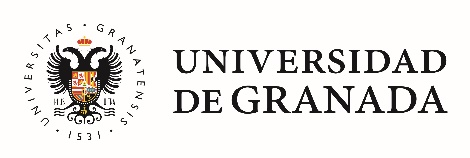 UNIVERSITAS · GRANATENSIS
· 1531 ·
UNIVERSIDAD
DE GRANADA